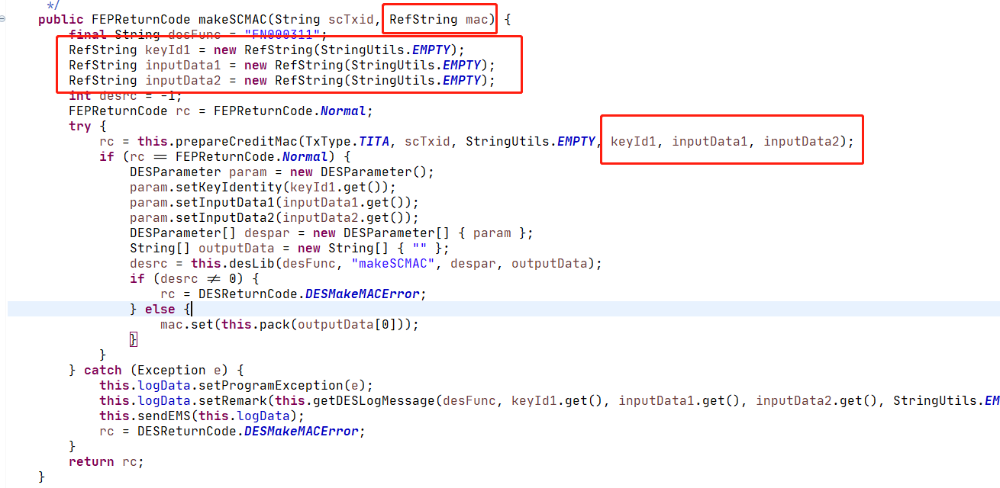 */
public FEPReturnCode makeSCMAC(String scTxid, RefString mac) {
final String desFunc = "FN000311";
RefString keyId1 = new RefString(StringUtils.EMPTY);
RefString inputData1 = new RefString(StringUtils.EMPTY);
RefString inputData2 = new RefString(StringUtils.EMPTY);
int desrc = -1;
FEPReturnCode rc = FEPReturnCode.Normal;
try {
rc = this.prepareCreditMac(TxType.TITA, scTxid, StringUtils.EMPTY, keyId1, inputData1, inputData2);
if (rc == FEPReturnCode.Normal) {
DESParameter param = new DESParameter();
param.setKeyIdentity(keyId1.get());
param.setInputData1(inputData1.get());
param.setInputData2(inputData2.get());
DESParameter[] despar = new DESParameter[] { param };
String[] outputData = new String[] { "" };
desrc = this.desLib(desFunc, "makeSCMAC", despar, outputData);
if (desrc != 0) {
rc = DESReturnCode.DESMakeMACError;
} else {
mac.set(this.pack(outputData[0]));
}
}
} catch (Exception e) {
this.logData.setProgramException(e);
this.logData.setRemark(this.getDESLogMessage(desFunc, keyId1.get(), inputData1.get(), inputData2.get(), StringUtils.EM
this.sendEMS(this.logData);
rc = DESReturnCode.DESMakeMACError;
}
return rc;
}